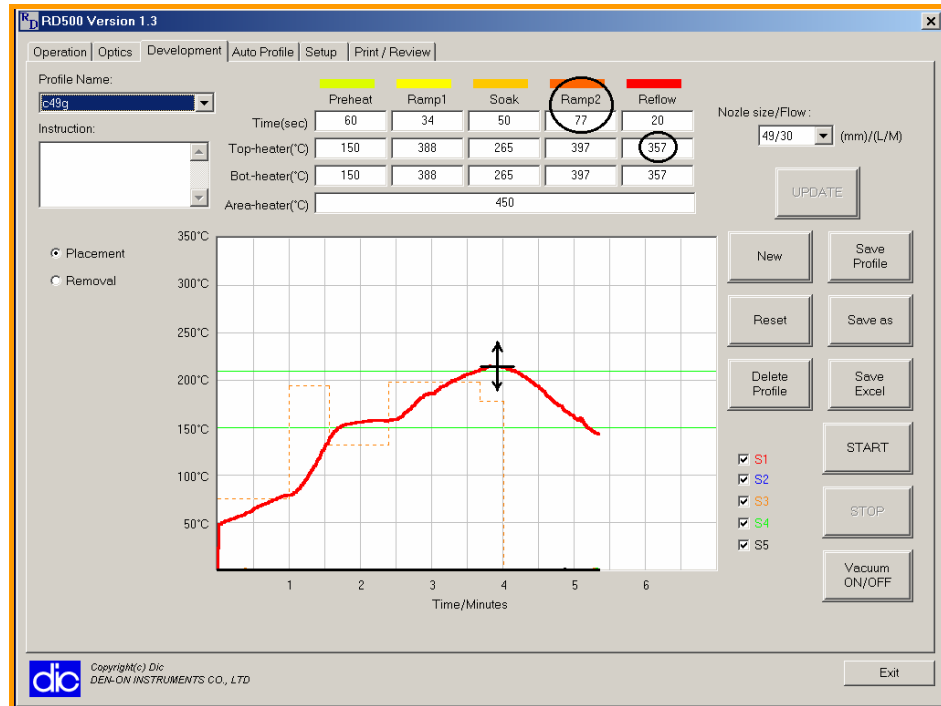 RD RD500 Version 1.3
Operation Optics Development Auto Profile Setup Print / Review
Profile Name:
c49g
Instruction:
Preheat Ramp1 Soak Ramp2 Reflow
Time(sec) 60 34 50 77 20
Top-heater(°C) 150 388 265 397 357
Bot.-heater(°C) 150 388 265 397 357
Area-heater(°C) 450
Nozle size/Flow :
49/30 (mm)/(L/M)
UPDATE
Placement
Removal
350°C
300°C
250°C
200°C
150°C
100°C
50°C
1 2 3 4 5 6
Time/Minutes
New
Save Profile
Reset
Save as
Delete Profile
Save Excel
START
S1
S2
S3
S4
S5
STOP
Vacuum ON/OFF
dic
Copyright(c) Dic
DEN-ON INSTRUMENTS CO., LTD
Exit